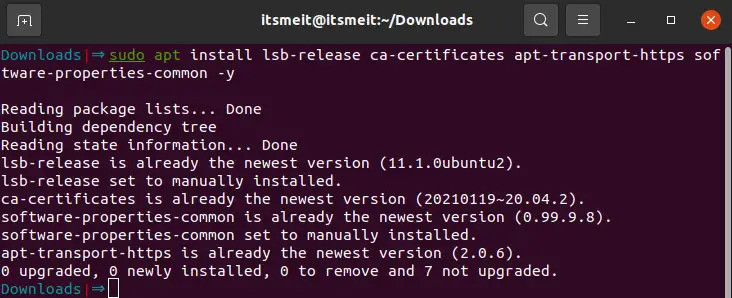 itsmeit@itsmeit:~/Downloads
Downloads|⇒ sudo apt install lsb-release ca-certificates apt-transport-https sof
tware-properties-common -y
Reading package lists... Done
Building dependency tree
Reading state information... Done
lsb-release is already the newest version (11.1.0ubuntu2).
lsb-release set to manually installed.
ca-certificates is already the newest version (20210119~20.04.2).
software-properties-common is already the newest version (0.99.9.8).
software-properties-common set to manually installed.
apt-transport-https is already the newest version (2.0.6).
0 upgraded, 0 newly installed, 0 to remove and 7 not upgraded.
Downloads|⇒